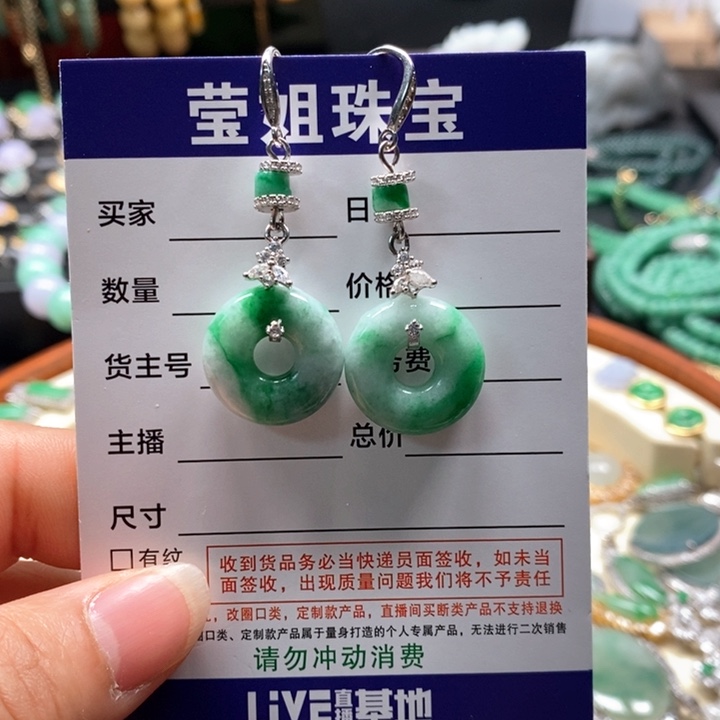 莹姐珠宝
买家 日
数量 价格
货主号 费
主播 总价
尺寸
□有纹
收到货品务必当快递员面签收，如未当
面签收，出现质量问题我们将不予责任
，改圈口类，定制款产品，直播间买断类产品不支持退换
圈口类、定制款产品属于量身打造的个人专属产品，无法进行二次销售
请勿冲动消费
LiVE直播基地